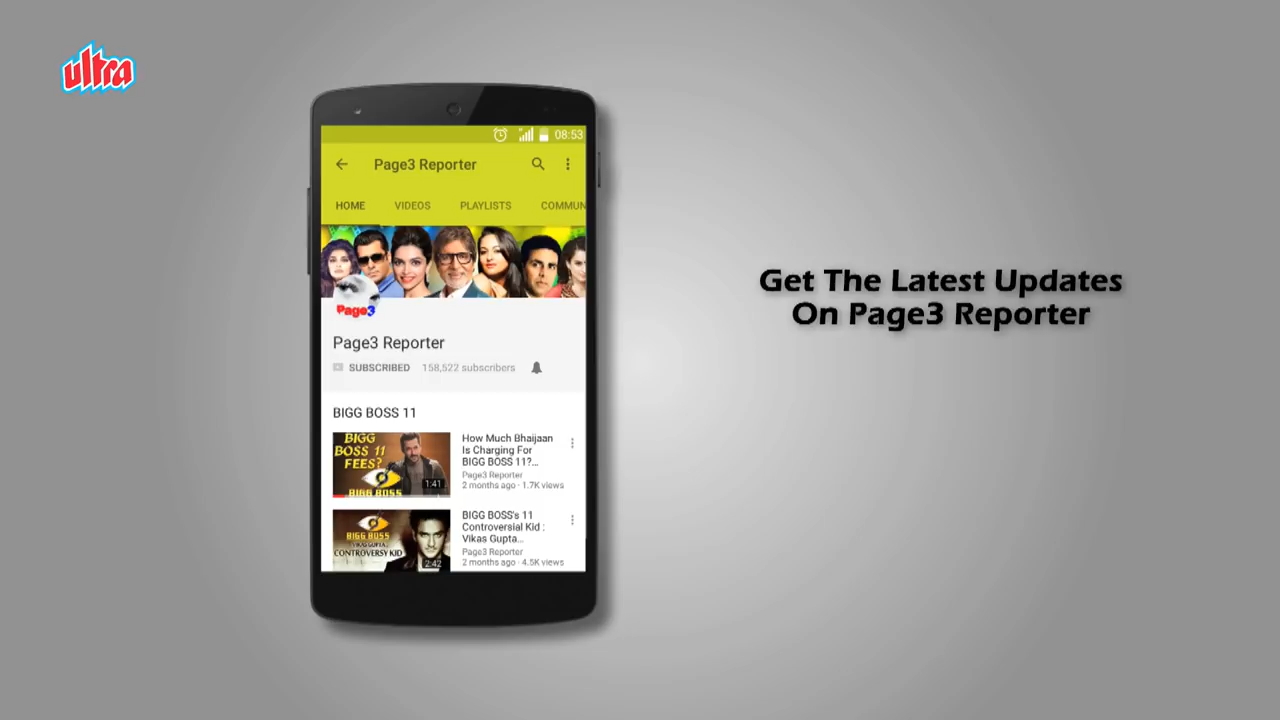 ultra
08:53
Page3 Reporter
HOME VIDEOS PLAYLISTS COMMUN
Page3
Page3 Reporter
SUBSCRIBED 158,522 subscribers
BIGG BOSS 11
BIGG
BOSS 11
FEES?
BIGG BOSS
1:41
How Much Bhaijaan
Is Charging For
BIGG BOSS 11?...
Page3 Reporter
2 months ago · 1.7K views
BIGG BOSS
VIKAS GUPTA
CONTROVERSY KID
2:42
BIGG BOSS's 11
Controversial Kid :
Vikas Gupta...
Page3 Reporter
2 months ago · 4.5K views
Get The Latest Updates
On Page3 Reporter